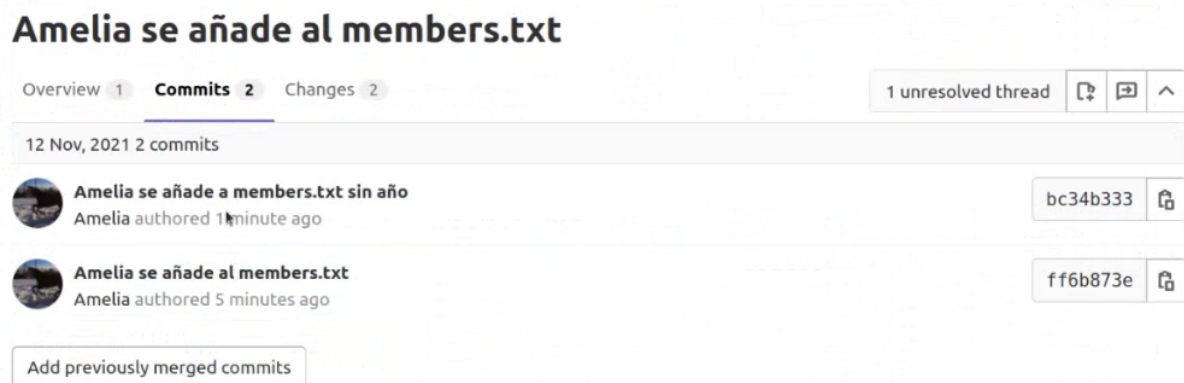 Amelia se añade al members.txt
Overview 1 Commits 2 Changes 2 1 unresolved thread
12 Nov, 2021 2 commits
Amelia se añade a members.txt sin año
bc34b333
Amelia authored 1 minute ago
Amelia se añade al members.txt
ff6b873e
Amelia authored 5 minutes ago
Add previously merged commits